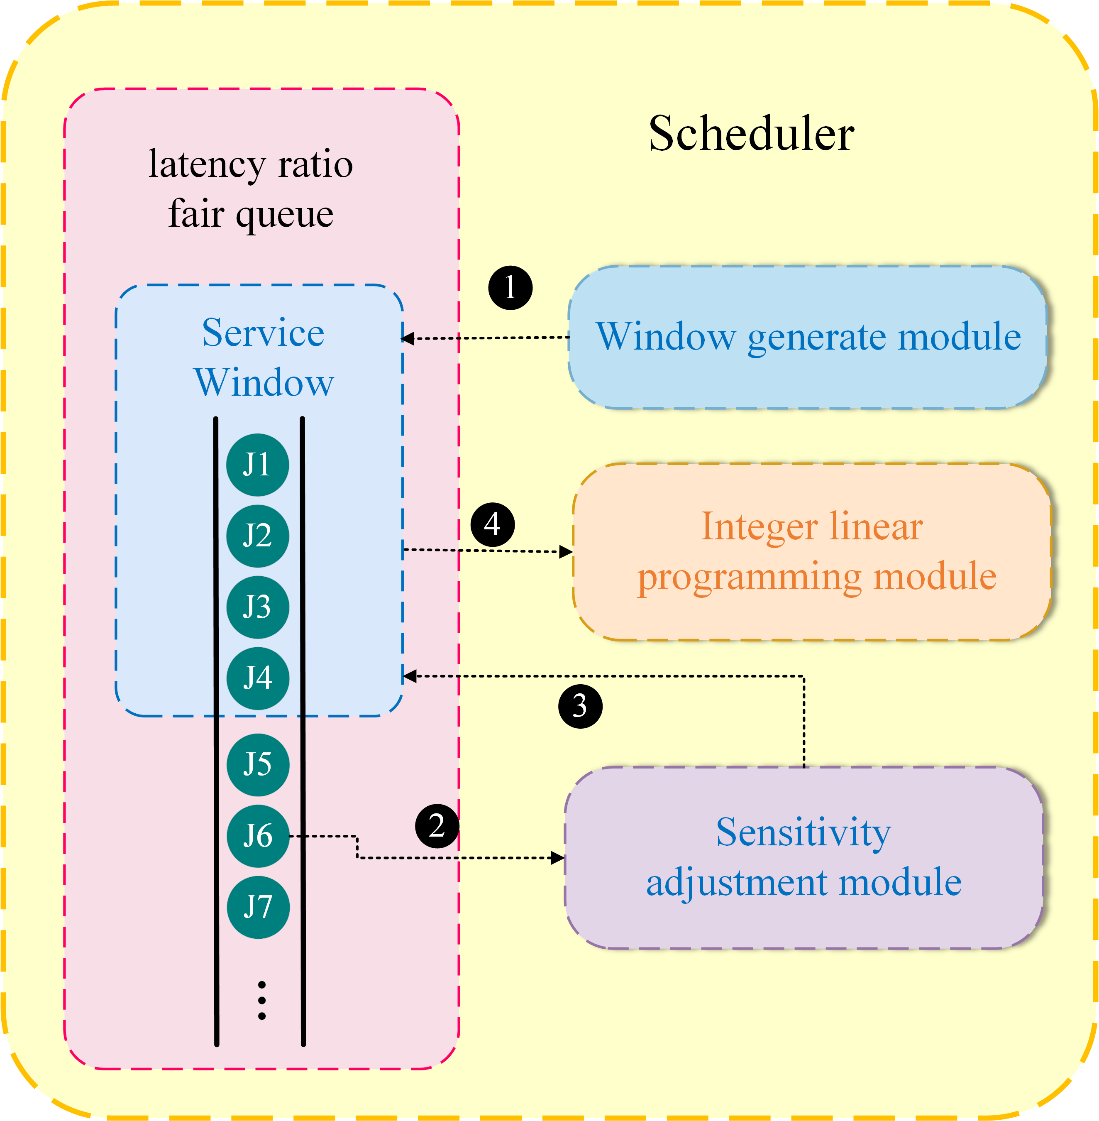 Scheduler
latency ratio
fair queue
1
Service
Window
Window generate module
J1
J2
J3
J4
4
Integer linear
programming module
3
J5
J6
J7
2
Sensitivity
adjustment module